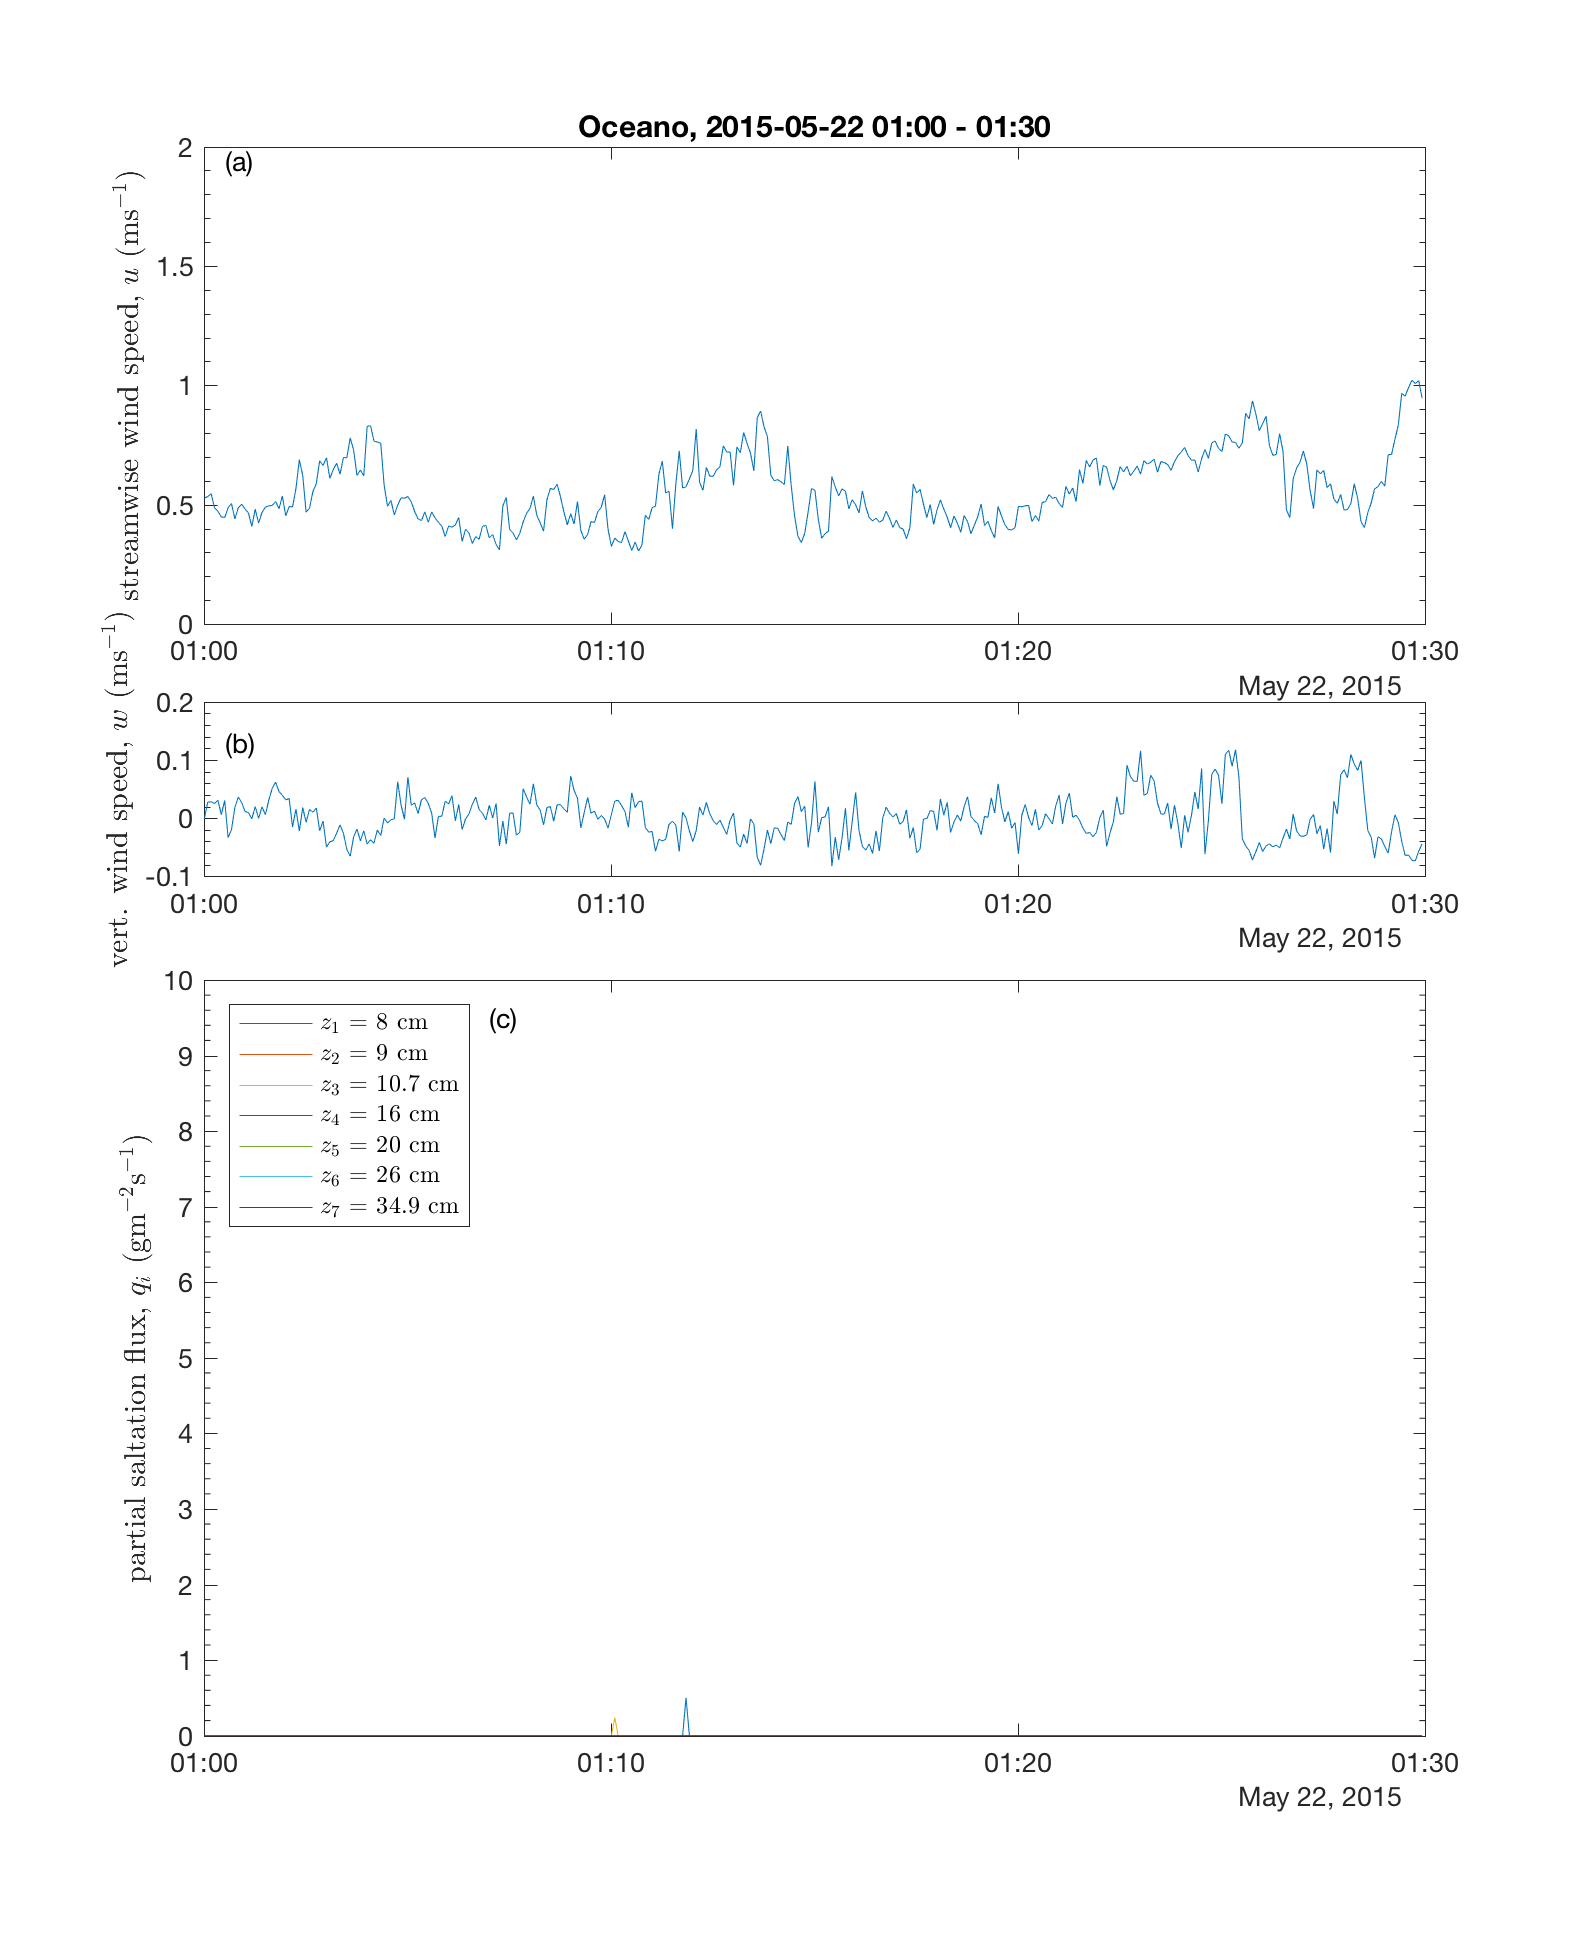 Oceano, 2015-05-22 01:00 - 01:30
(a)
streamwise wind speed, u (ms⁻¹)
2
1.5
1
0.5
0
01:00 01:10 01:20 01:30
May 22, 2015
(b)
vert. wind speed, w (ms⁻¹)
0.2
0.1
0
-0.1
01:00 01:10 01:20 01:30
May 22, 2015
(c)
partial saltation flux, qᵢ (gm⁻²s⁻¹)
10
9
8
7
6
5
4
3
2
1
0
z₁ = 8 cm
z₂ = 9 cm
z₃ = 10.7 cm
z₄ = 16 cm
z₅ = 20 cm
z₆ = 26 cm
z₇ = 34.9 cm
01:00 01:10 01:20 01:30
May 22, 2015